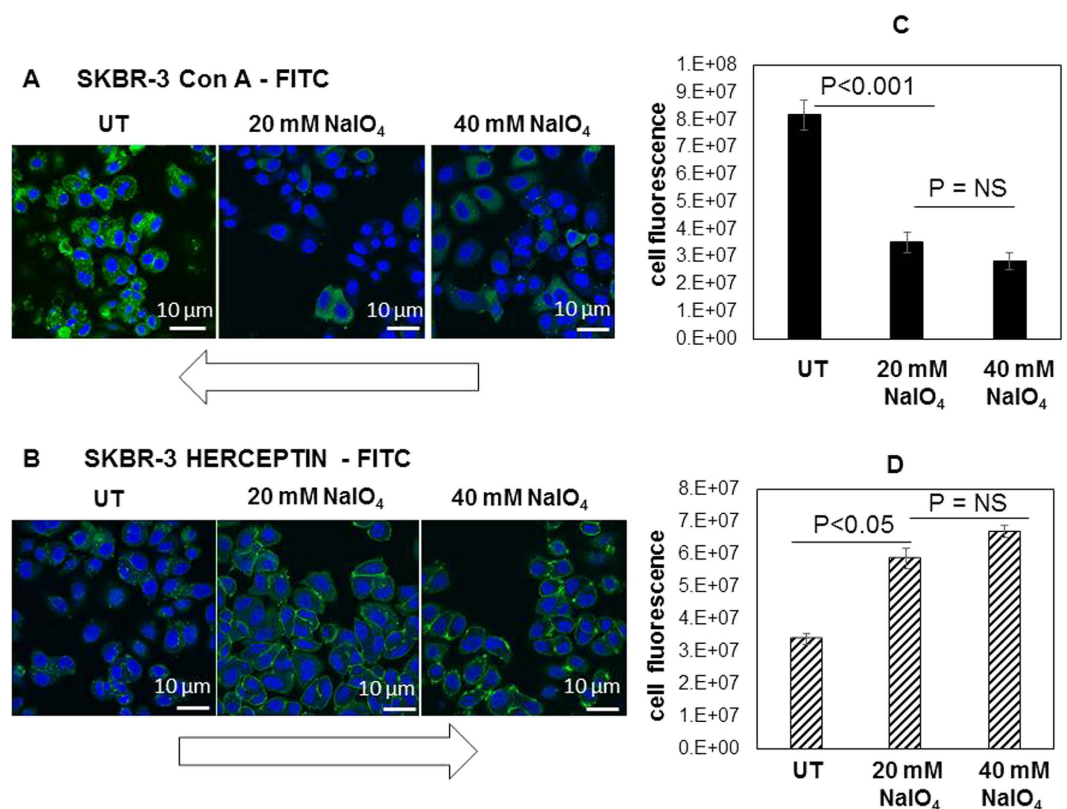 A SKBR-3 Con A - FITC
UT 20 mM NaIO4 40 mM NaIO4
10 µm 10 µm 10 µm
B SKBR-3 HERCEPTIN - FITC
UT 20 mM NaIO4 40 mM NaIO4
10 µm 10 µm 10 µm
C
cell fluorescence
1.E+08
9.E+07
8.E+07
7.E+07
6.E+07
5.E+07
4.E+07
3.E+07
2.E+07
1.E+07
0.E+00
P<0.001
P = NS
UT 20 mM 40 mM
NaIO4 NaIO4
D
cell fluorescence
8.E+07
7.E+07
6.E+07
5.E+07
4.E+07
3.E+07
2.E+07
1.E+07
0.E+00
P<0.05
P = NS
UT 20 mM 40 mM
NaIO4 NaIO4